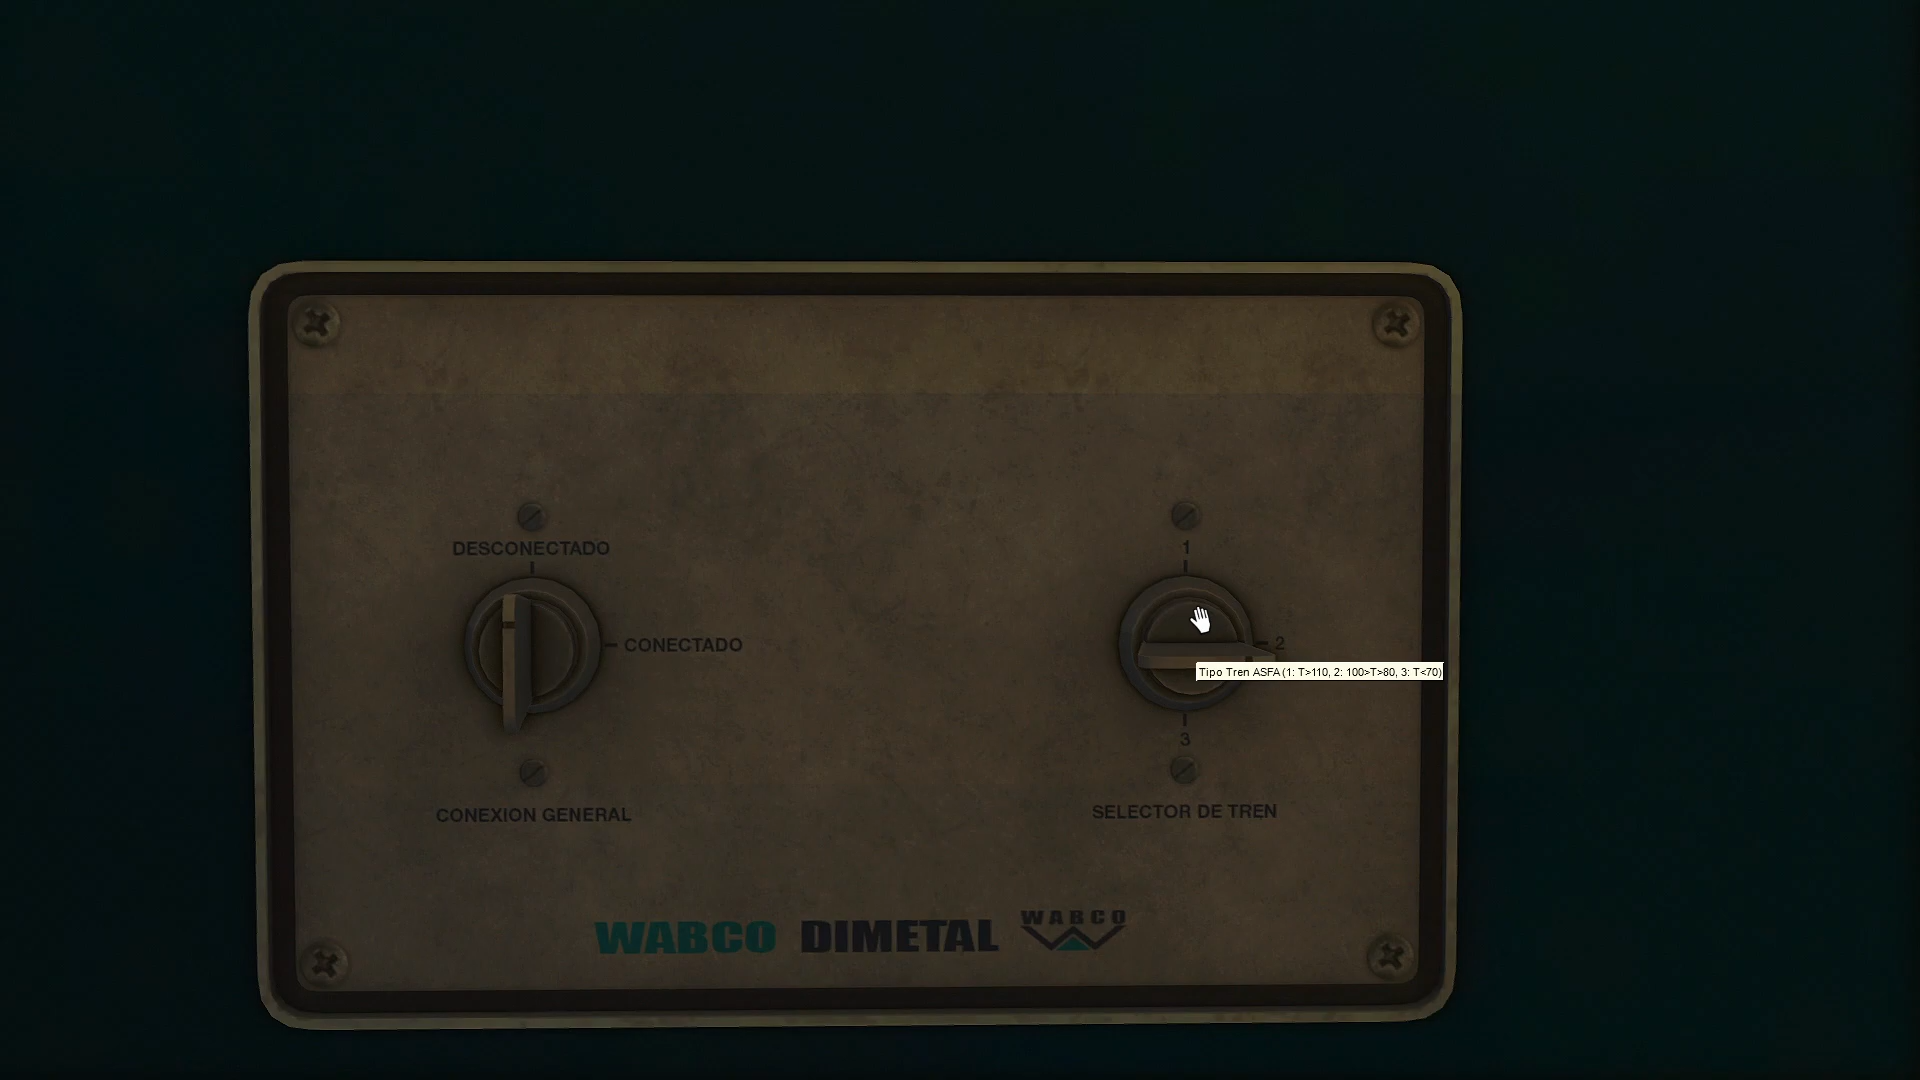 DESCONECTADO
1
CONECTADO
2
Tipo Tren ASFA (1: T>110, 2: 100>T>80, 3: T<70)
3
CONEXION GENERAL
SELECTOR DE TREN
WABCO DIMETAL WABCO